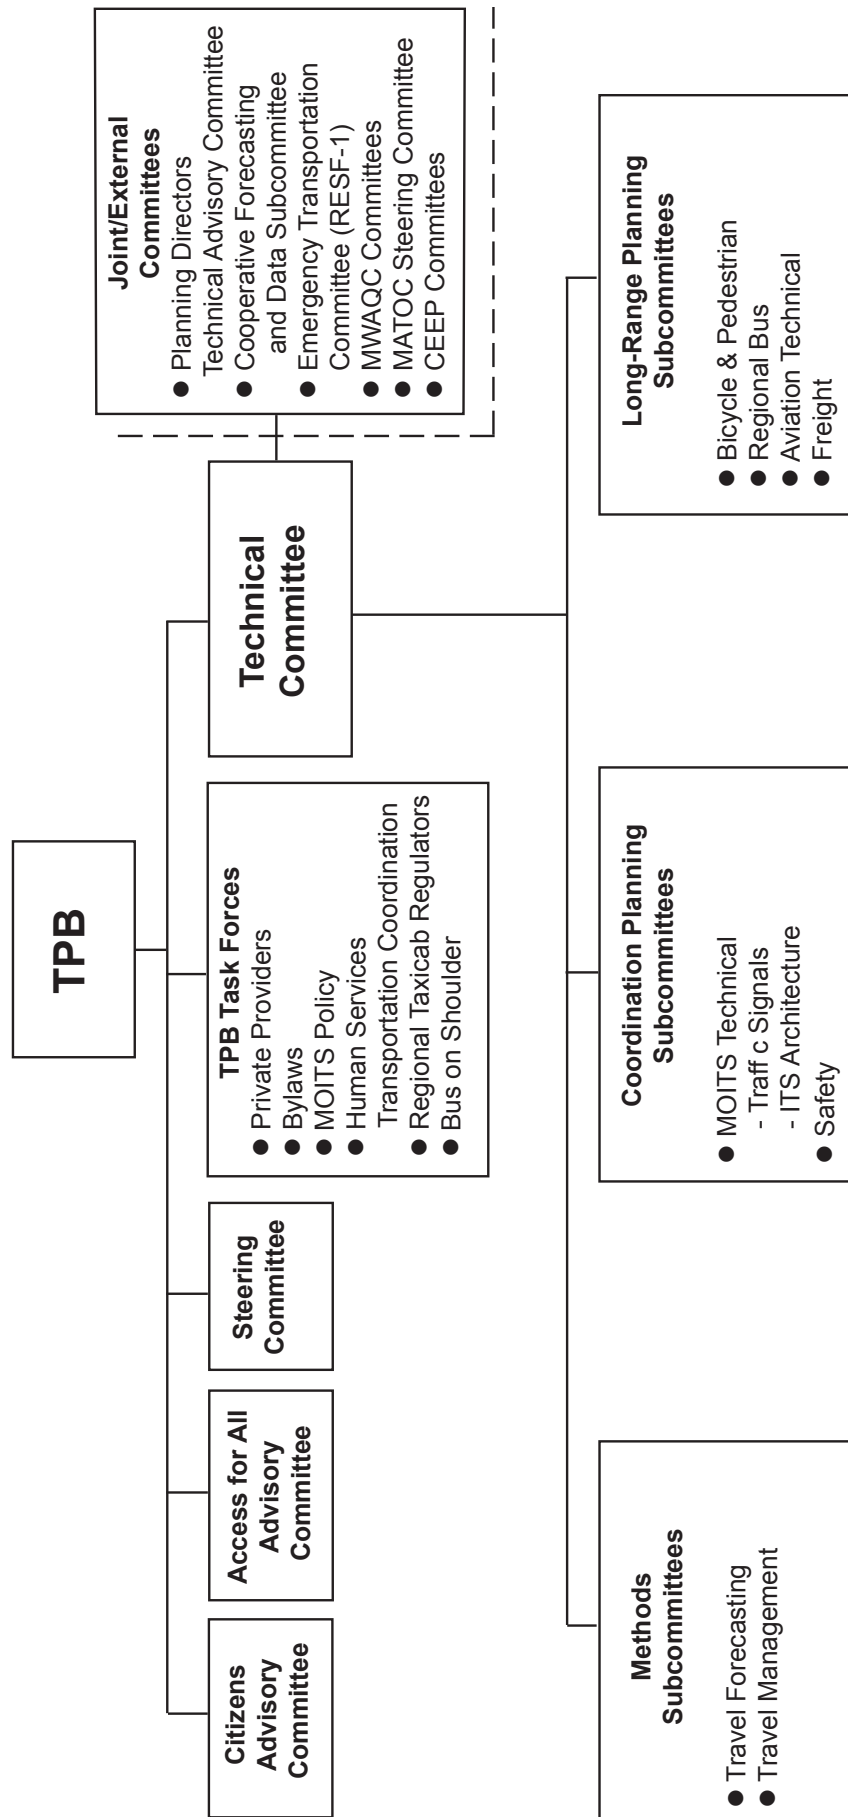 TPB
Citizens
Advisory
Committee
Access for All
Advisory
Committee
Steering
Committee
TPB Task Forces
● Private Providers
● Bylaws
● MOITS Policy
● Human Services
Transportation Coordination
● Regional Taxicab Regulators
● Bus on Shoulder
Technical
Committee
Joint/External
Committees
● Planning Directors
Technical Advisory Committee
● Cooperative Forecasting
and Data Subcommittee
● Emergency Transportation
Committee (RESF-1)
● MWAQC Committees
● MATOC Steering Committee
● CEEP Committees
Methods
Subcommittees
● Travel Forecasting
● Travel Management
Coordination Planning
Subcommittees
● MOITS Technical
- Traff c Signals
- ITS Architecture
● Safety
Long-Range Planning
Subcommittees
● Bicycle & Pedestrian
● Regional Bus
● Aviation Technical
● Freight